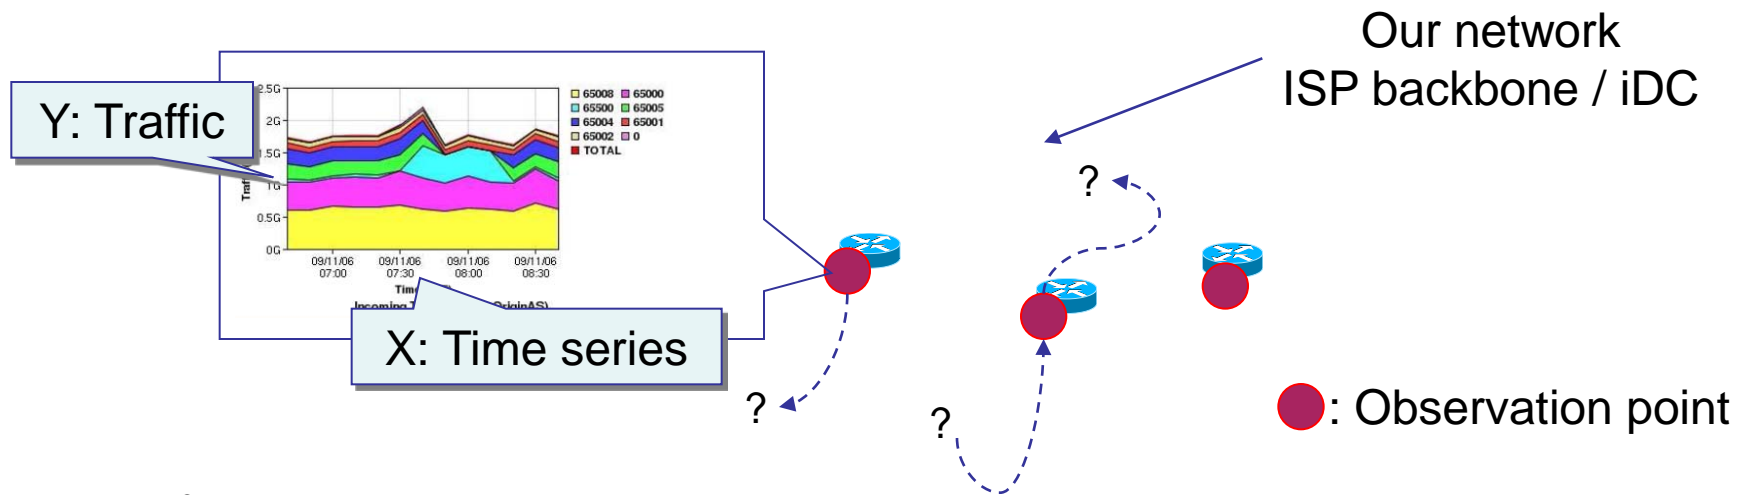 Our network
ISP backbone / iDC
Y: Traffic
2.5G
2G
1.5G
1G
0.5G
0G
65008 65000
65500 65005
65004 65001
65002 0
TOTAL
09/11/06 09/11/06 09/11/06 09/11/06
07:00 07:30 08:00 08:30
X: Time series
?
?
?
: Observation point